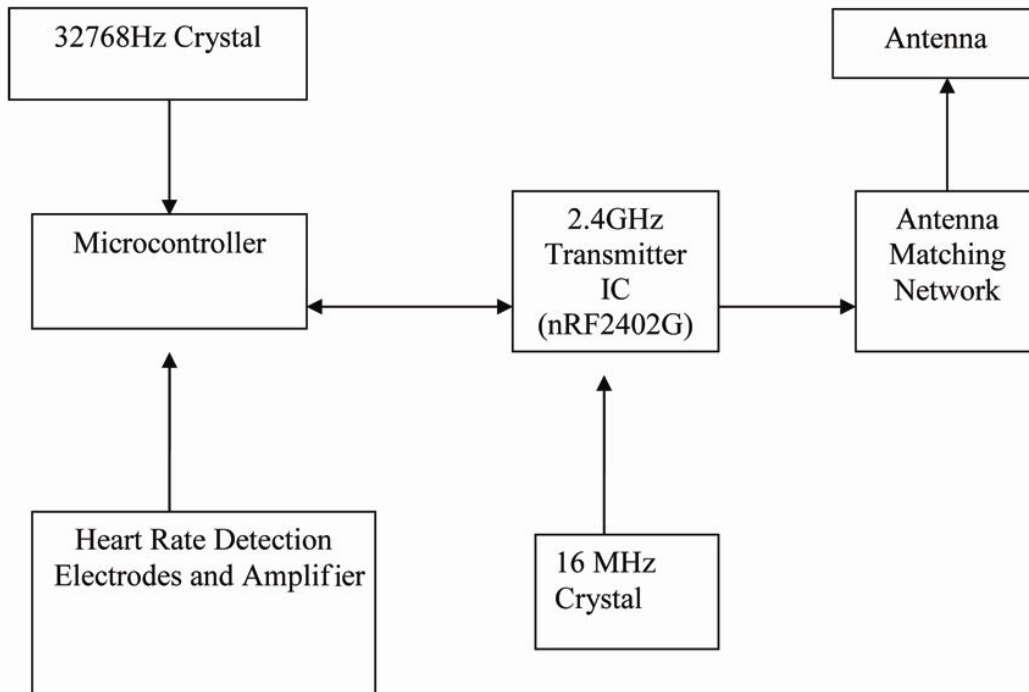 32768Hz Crystal
Antenna
Microcontroller
2.4GHz
Transmitter
IC
(nRF2402G)
Antenna
Matching
Network
Heart Rate Detection
Electrodes and Amplifier
16 MHz
Crystal